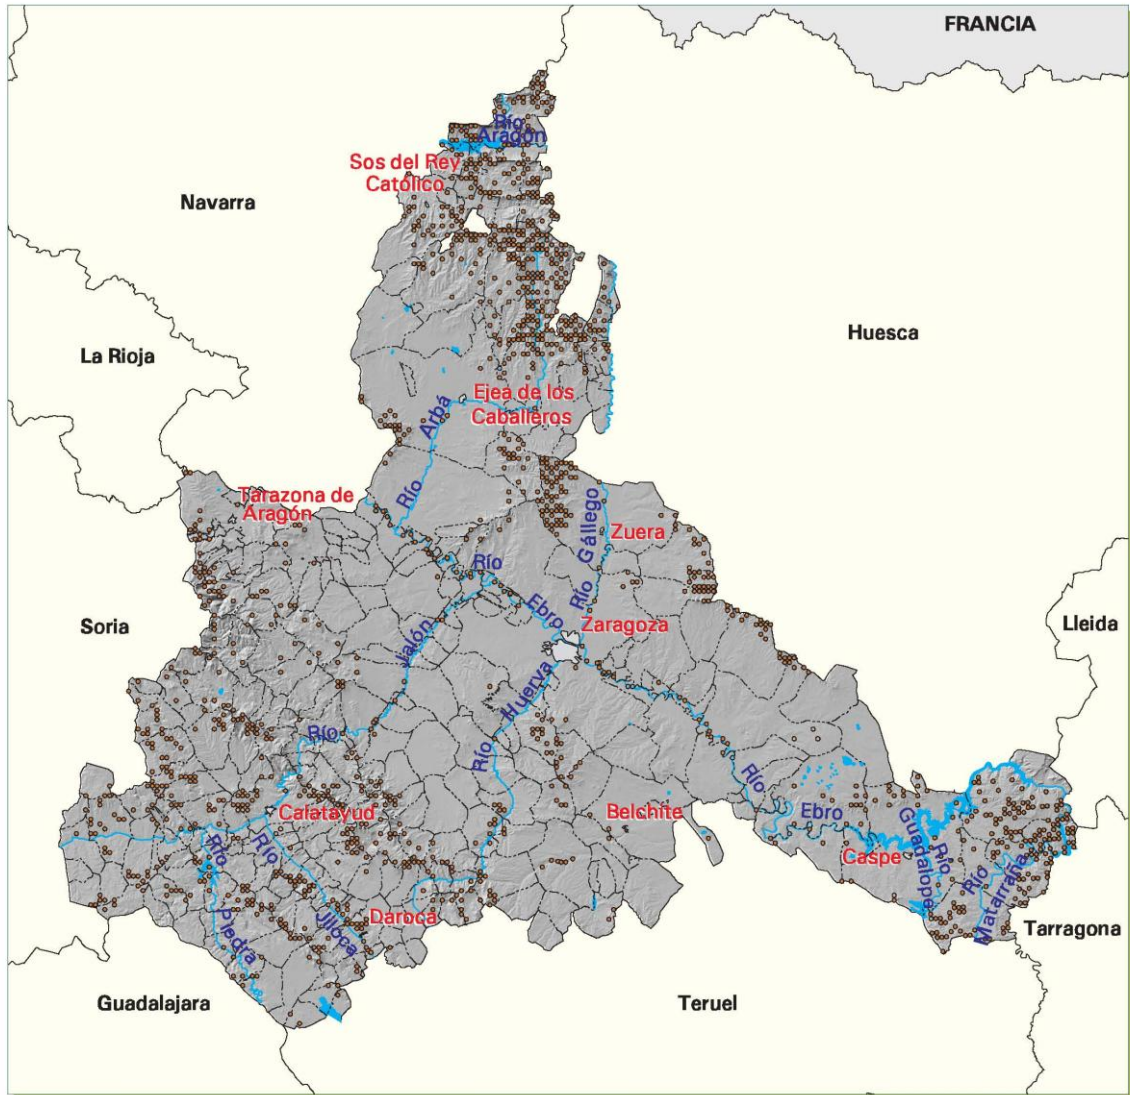 FRANCIA
Río
Aragón
Sos del Rey
Católico
Navarra
Huesca
La Rioja
Ejea de los
Caballeros
Arbá
Río
Tarazona de
Aragón
Gállego
Río
Zuera
Río
Ebro
Soria
Zaragoza
Lleida
Jalón
Río
Huerva
Río
Río
Ebro
Calatayud
Belchite
Guadalope
Río
Caspe
Río
Matarraña
Río
Piedra
Río
Jiloca
Daroca
Tarragona
Guadalajara
Teruel